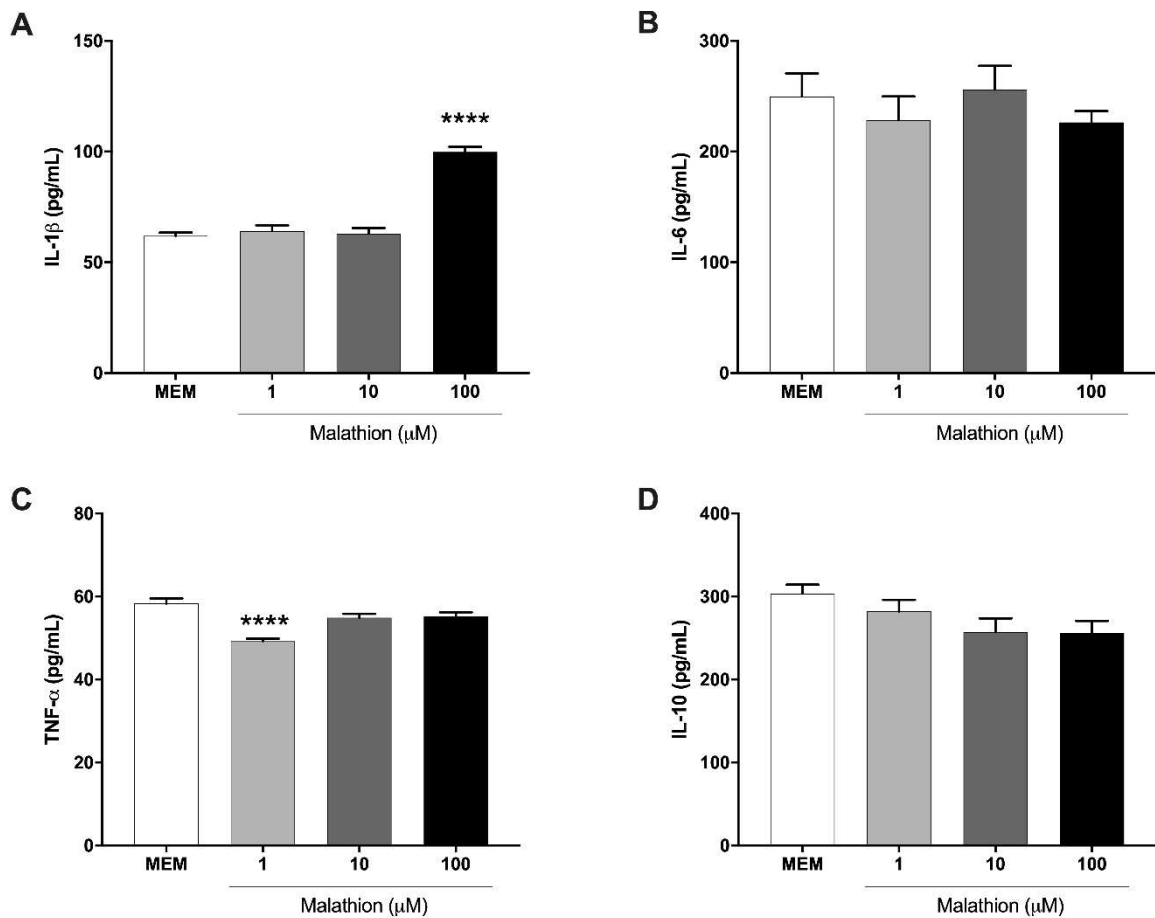 A
IL-1β (pg/mL)
150
100
50
0
****
MEM 1 10 100
Malathion (μM)
B
IL-6 (pg/mL)
300
200
100
0
MEM 1 10 100
Malathion (μM)
C
TNF-α (pg/mL)
80
60
40
20
0
****
MEM 1 10 100
Malathion (μM)
D
IL-10 (pg/mL)
400
300
200
100
0
MEM 1 10 100
Malathion (μM)